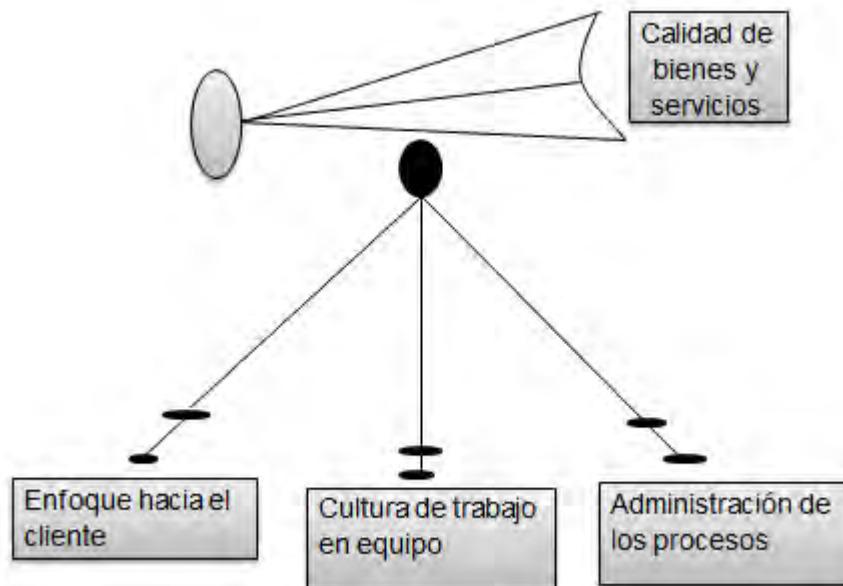 Calidad de
bienes y
servicios
Enfoque hacia el
cliente
Cultura de trabajo
en equipo
Administración de
los procesos